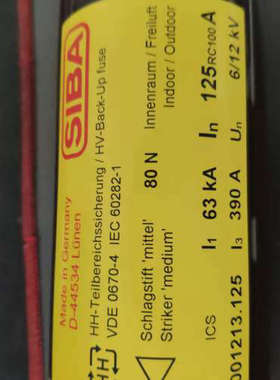 SIBA
Made in Germany
D-44534 Lünen
HH
HH-Teilbereichssicherung / HV-Back-Up fuse
VDE 0670-4 IEC 60282-1
Schlagstift 'mittel'
Striker 'medium'
80 N
Innenraum / Freiluft
Indoor / Outdoor
ICS
I1 63 kA
In 125RC100 A
I3 390 A
Un 6/12 kV
001213.125